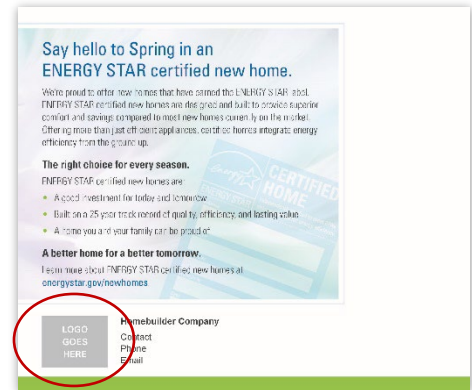 Say hello to Spring in an
ENERGY STAR certified new home.
We're proud to offer new homes that have earned the ENERGY STAR label.
ENERGY STAR certified new homes are designed and built to provide superior
comfort and savings compared to most new homes currently on the market.
Offering more than just efficient appliances, certified homes integrate energy
efficiency from the ground up.
The right choice for every season.
ENERGY STAR certified new homes are:
A good investment for today and tomorrow
Built on a 25 year track record of quality, efficiency, and lasting value
A home you and your family can be proud of
A better home for a better tomorrow.
Learn more about ENERGY STAR certified new homes at
energystar.gov/newhomes
CERTIFIED
HOME
LOGO
GOES
HERE
Homebuilder Company
Contact
Phone
Email